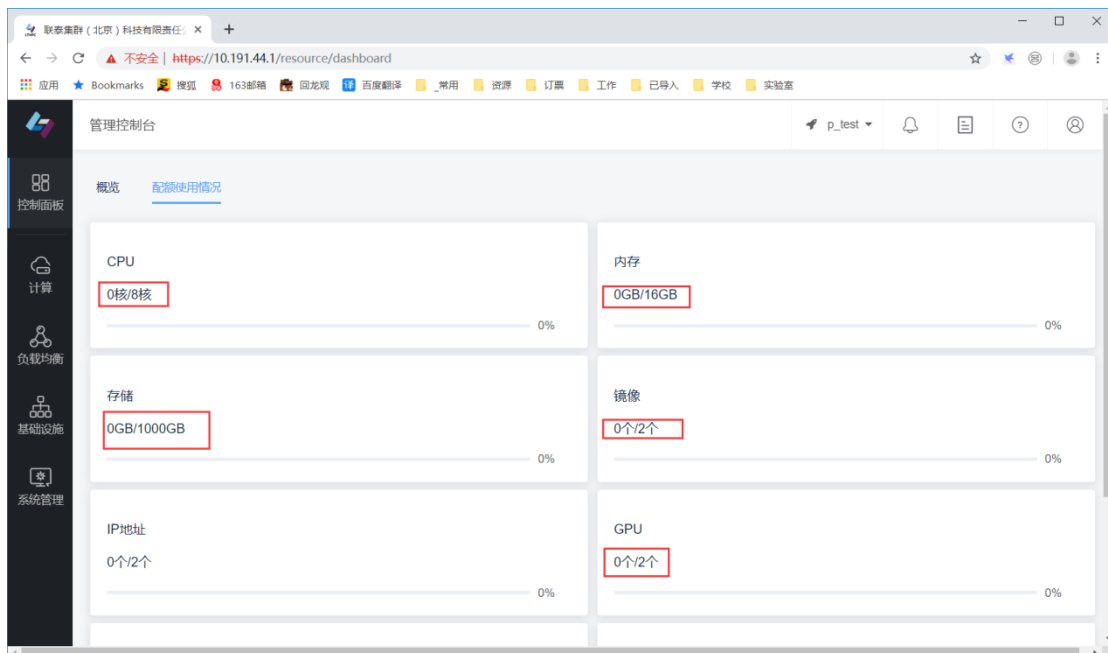 联泰集群（北京）科技有限责任
不安全 | https://10.191.44.1/resource/dashboard
应用 Bookmarks 搜狐 163邮箱 回龙观 百度翻译 _常用 资源 订票 工作 已导入 学校 实验室
管理控制台 p_test
控制面板
计算
负载均衡
基础设施
系统管理
概览 配额使用情况
CPU
0核/8核
0%
内存
0GB/16GB
0%
存储
0GB/1000GB
0%
镜像
0个/2个
0%
IP地址
0个/2个
0%
GPU
0个/2个
0%